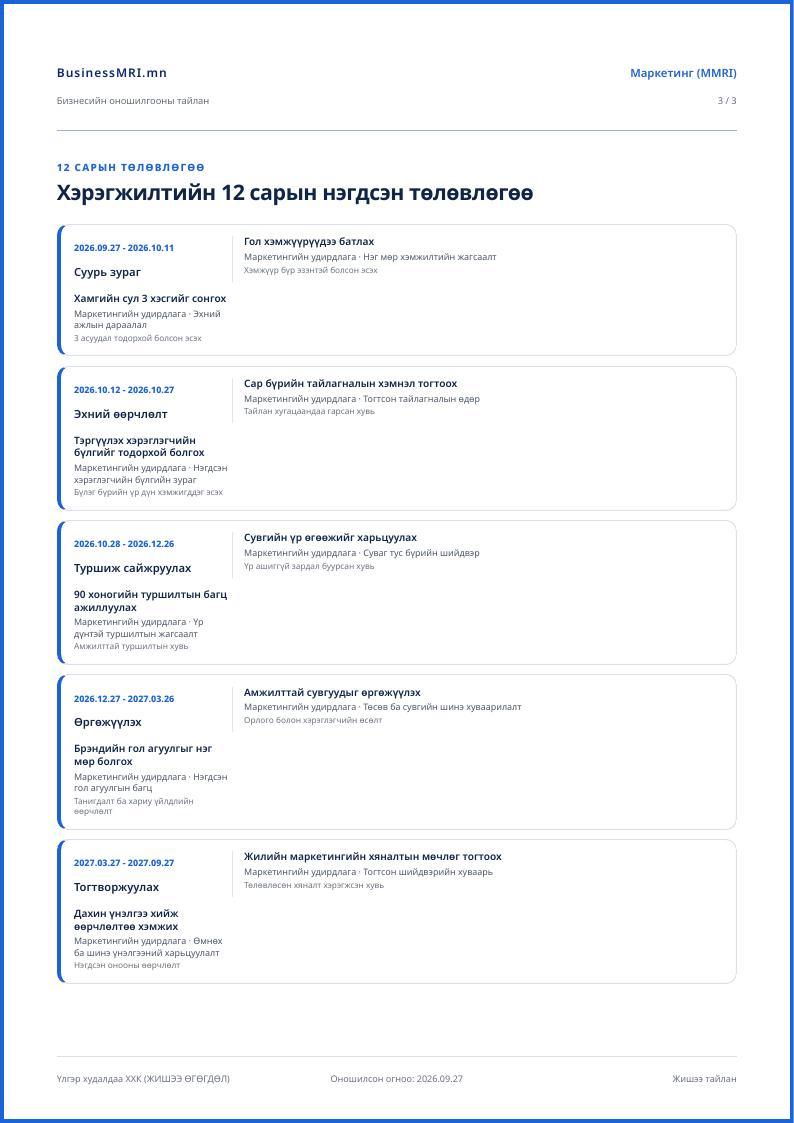 BusinessMRI.mn
Маркетинг (MMRI)
Бизнесийн оношилгооны тайлан
3 / 3
12 САРЫН ТӨЛӨВЛӨГӨӨ
Хэрэгжилтийн 12 сарын нэгдсэн төлөвлөгөө
2026.09.27 - 2026.10.11
Суурь зураг
Гол хэмжүүрүүдээ батлах
Маркетингийн удирдлага · Нэг мөр хэмжилтийн жагсаалт
Хэмжүүр бүр эзэнтэй болсон эсэх
Хамгийн сул 3 хэсгийг сонгох
Маркетингийн удирдлага · Эхний
ажлын дараалал
3 асуудал тодорхой болсон эсэх
2026.10.12 - 2026.10.27
Эхний өөрчлөлт
Сар бүрийн тайлагналын хэмнэл тогтоох
Маркетингийн удирдлага · Тогтсон тайлагналын өдөр
Тайлан хугацаандаа гарсан хувь
Тэргүүлэх хэрэглэгчийн
бүлгийг тодорхой болгох
Маркетингийн удирдлага · Нэгдсэн
хэрэглэгчийн бүлгийн зураг
Бүлэг бүрийн үр дүн хэмжигддэг эсэх
2026.10.28 - 2026.12.26
Туршиж сайжруулах
Сувгийн үр өгөөжийг харьцуулах
Маркетингийн удирдлага · Суваг тус бүрийн шийдвэр
Үр ашиггүй зардал буурсан хувь
90 хоногийн туршилтын багц
ажиллуулах
Маркетингийн удирдлага · Үр
дүнтэй туршилтын жагсаалт
Амжилттай туршилтын хувь
2026.12.27 - 2027.03.26
Өргөжүүлэх
Амжилттай сувгуудыг өргөжүүлэх
Маркетингийн удирдлага · Төсөв ба сувгийн шинэ хуваарилалт
Орлого болон хэрэглэгчийн өсөлт
Брэндийн гол агуулгыг нэг
мөр болгох
Маркетингийн удирдлага · Нэгдсэн
гол агуулгын багц
Танигдалт ба хариу үйлдлийн
өөрчлөлт
2027.03.27 - 2027.09.27
Тогтворжуулах
Жилийн маркетингийн хяналтын мөчлөг тогтоох
Маркетингийн удирдлага · Тогтсон шийдвэрийн хуваарь
Төлөвлөсөн хяналт хэрэгжсэн хувь
Дахин үнэлгээ хийж
өөрчлөлтөө хэмжих
Маркетингийн удирдлага · Өмнөх
ба шинэ үнэлгээний харьцуулалт
Нэгдсэн онооны өөрчлөлт
Үлгэр худалдаа ХХК (ЖИШЭЭ ӨГӨГДӨЛ)
Оношилсон огноо: 2026.09.27
Жишээ тайлан